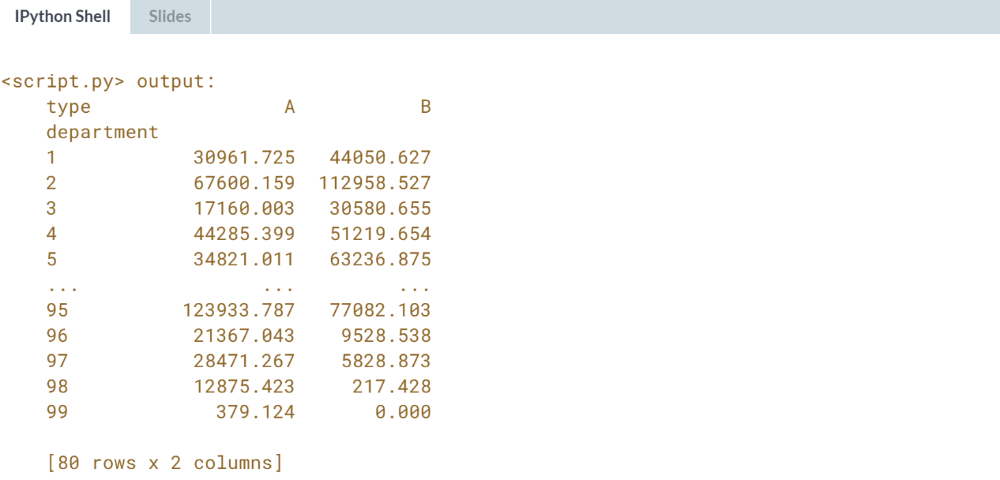 IPython Shell Slides
<script.py> output:
type A B
department
1 30961.725 44050.627
2 67600.159 112958.527
3 17160.003 30580.655
4 44285.399 51219.654
5 34821.011 63236.875
... ... ...
95 123933.787 77082.103
96 21367.043 9528.538
97 28471.267 5828.873
98 12875.423 217.428
99 379.124 0.000
[80 rows x 2 columns]